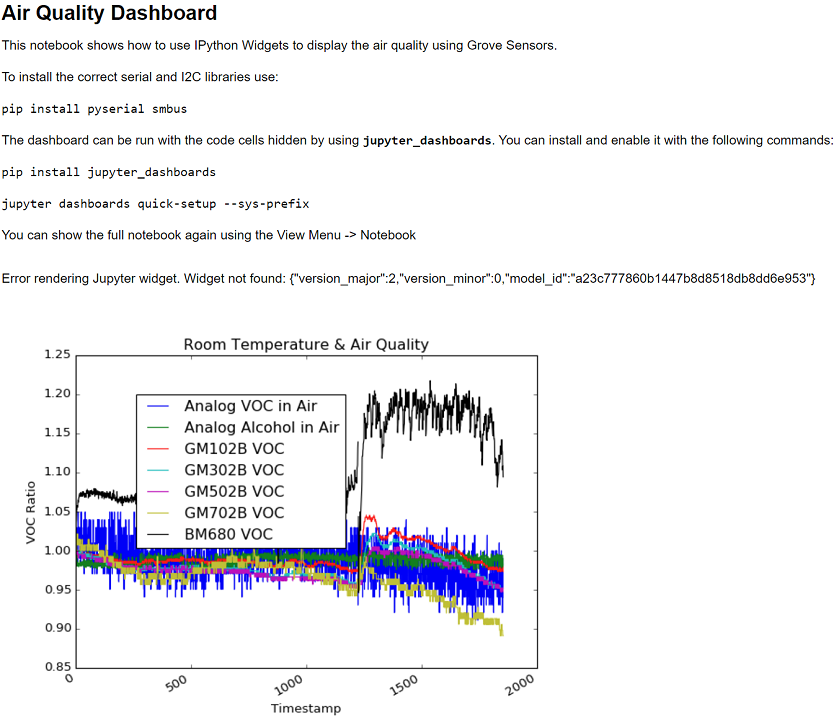 Air Quality Dashboard
This notebook shows how to use IPython Widgets to display the air quality using Grove Sensors.
To install the correct serial and I2C libraries use:
pip install pyserial smbus
The dashboard can be run with the code cells hidden by using jupyter_dashboards. You can install and enable it with the following commands:
pip install jupyter_dashboards
jupyter dashboards quick-setup --sys-prefix
You can show the full notebook again using the View Menu -> Notebook
Error rendering Jupyter widget. Widget not found: {"version_major":2,"version_minor":0,"model_id":"a23c777860b1447b8d8518db8dd6e953"}
Room Temperature & Air Quality
1.25
1.20
1.15
1.10
1.05
1.00
0.95
0.90
0.85
VOC Ratio
Analog VOC in Air
Analog Alcohol in Air
GM102B VOC
GM302B VOC
GM502B VOC
GM702B VOC
BM680 VOC
0
500
1000
1500
2000
Timestamp